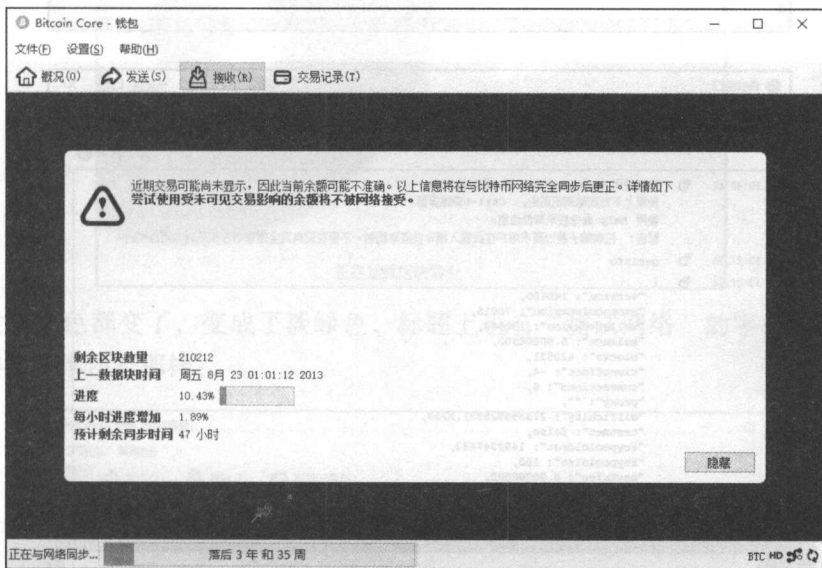 Bitcoin Core - 钱包
文件(F) 设置(S) 帮助(H)
概况(O) 发送(S) 接收(R) 交易记录(T)
近期交易可能尚未显示，因此当前余额可能不准确。以上信息将在与比特币网络完全同步后更正。详情如下
尝试使用受未可见交易影响的余额将不被网络接受。
剩余区块数量 210212
上一数据块时间 周五 8月 23 01:01:12 2013
进度 10.43%
每小时进度增加 1.89%
预计剩余同步时间 47 小时
隐藏
正在与网络同步... 落后 3 年 和 35 周 BTC HD